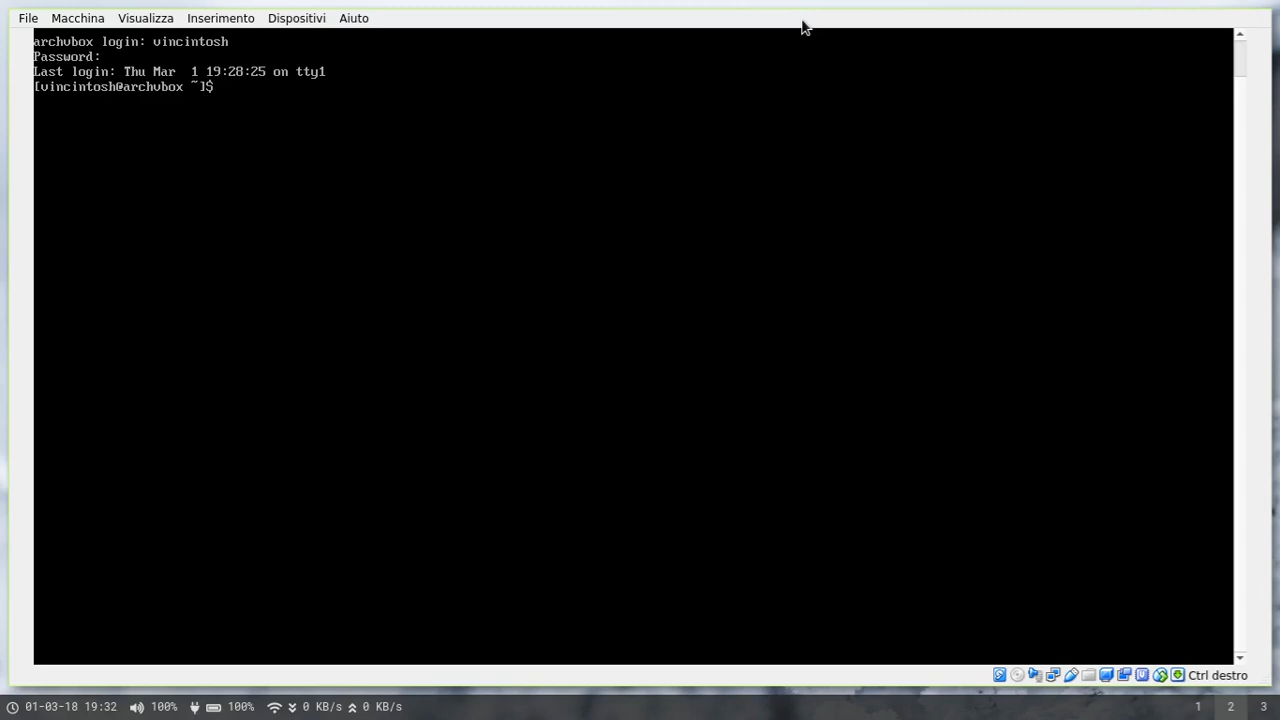 File Macchina Visualizza Inserimento Dispositivi Aiuto
archvbox login: vincintosh
Password:
Last login: Thu Mar  1 19:28:25 on tty1
[vincintosh@archvbox ~]$
Ctrl destro
01-03-18 19:32 100% 100% 0 KB/s 0 KB/s 1 2 3